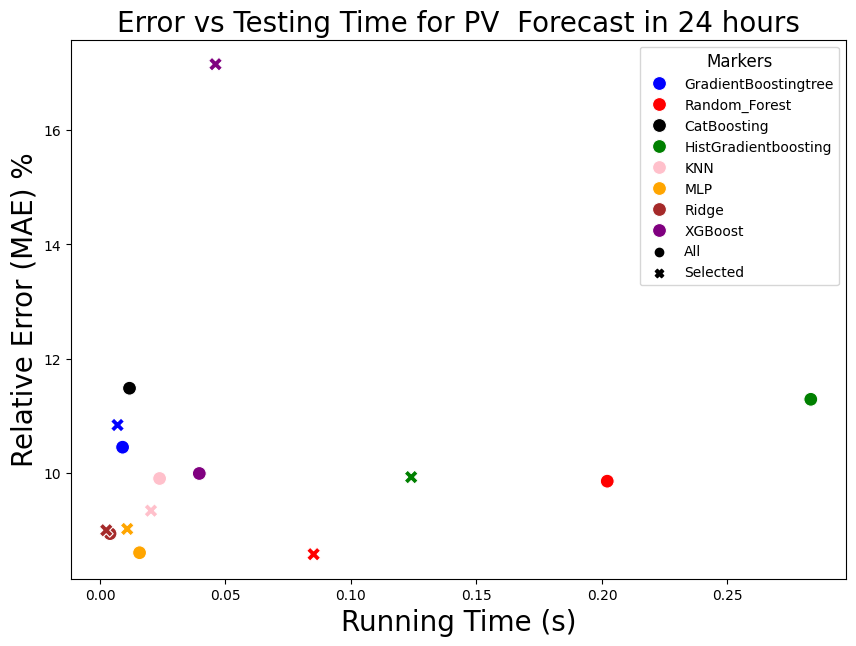 Error vs Testing Time for PV  Forecast in 24 hours
Relative Error (MAE) %
16
14
12
10
Markers
GradientBoostingtree
Random_Forest
CatBoosting
HistGradientboosting
KNN
MLP
Ridge
XGBoost
All
Selected
0.00 0.05 0.10 0.15 0.20 0.25
Running Time (s)